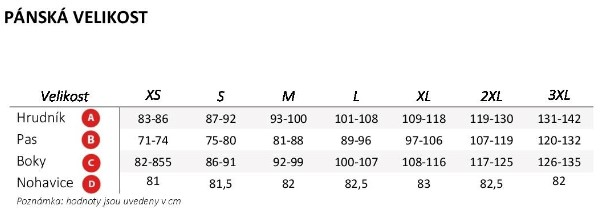 PÁNSKÁ VELIKOST
Velikost XS S M L XL 2XL 3XL
Hrudník A 83-86 87-92 93-100 101-108 109-118 119-130 131-142
Pas B 71-74 75-80 81-88 89-96 97-106 107-119 120-132
Boky C 82-855 86-91 92-99 100-107 108-116 117-125 126-135
Nohavice D 81 81,5 82 82,5 83 82,5 82
Poznámka: hodnoty jsou uvedeny v cm